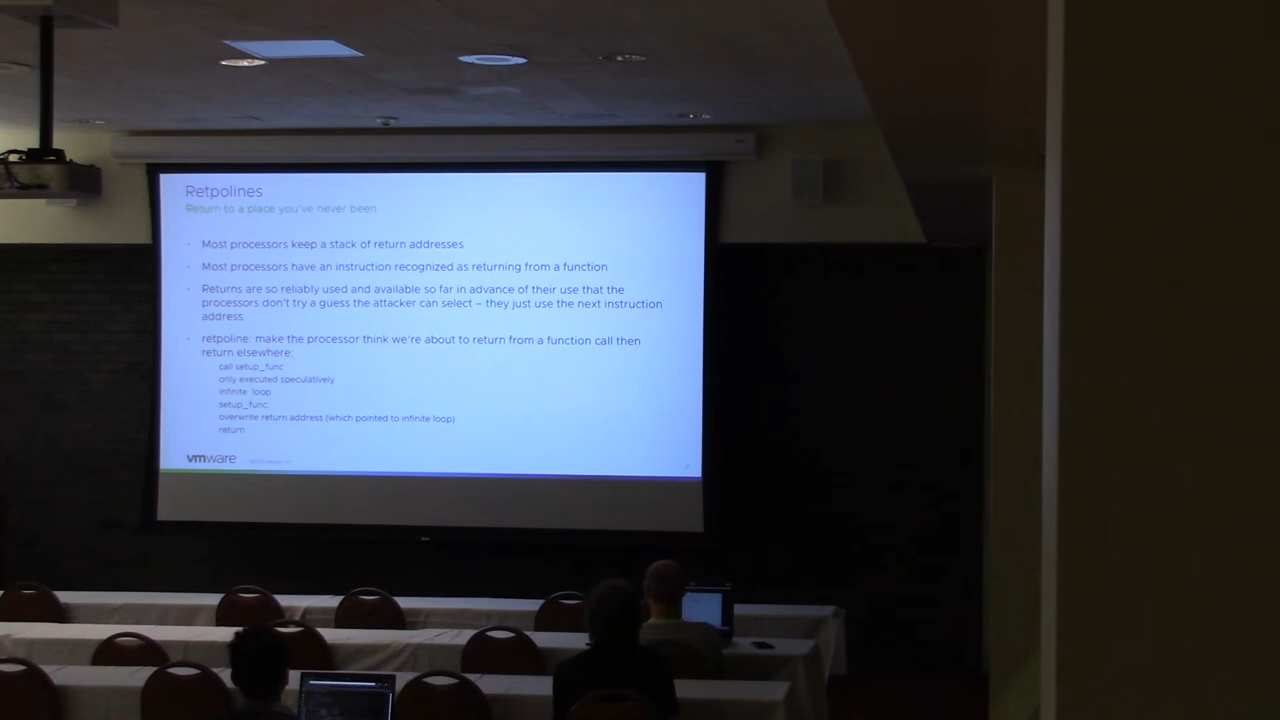 Retpolines
Return to a place you've never been
· Most processors keep a stack of return addresses
· Most processors have an instruction recognized as returning from a function
· Returns are so reliably used and available so far in advance of their use that the
processors don't try a guess the attacker can select – they just use the next instruction
address.
· retpoline: make the processor think we're about to return from a function call then
return elsewhere:
call setup_func
only executed speculatively
infinite: loop
setup_func:
overwrite return address (which pointed to infinite loop)
return
vmware